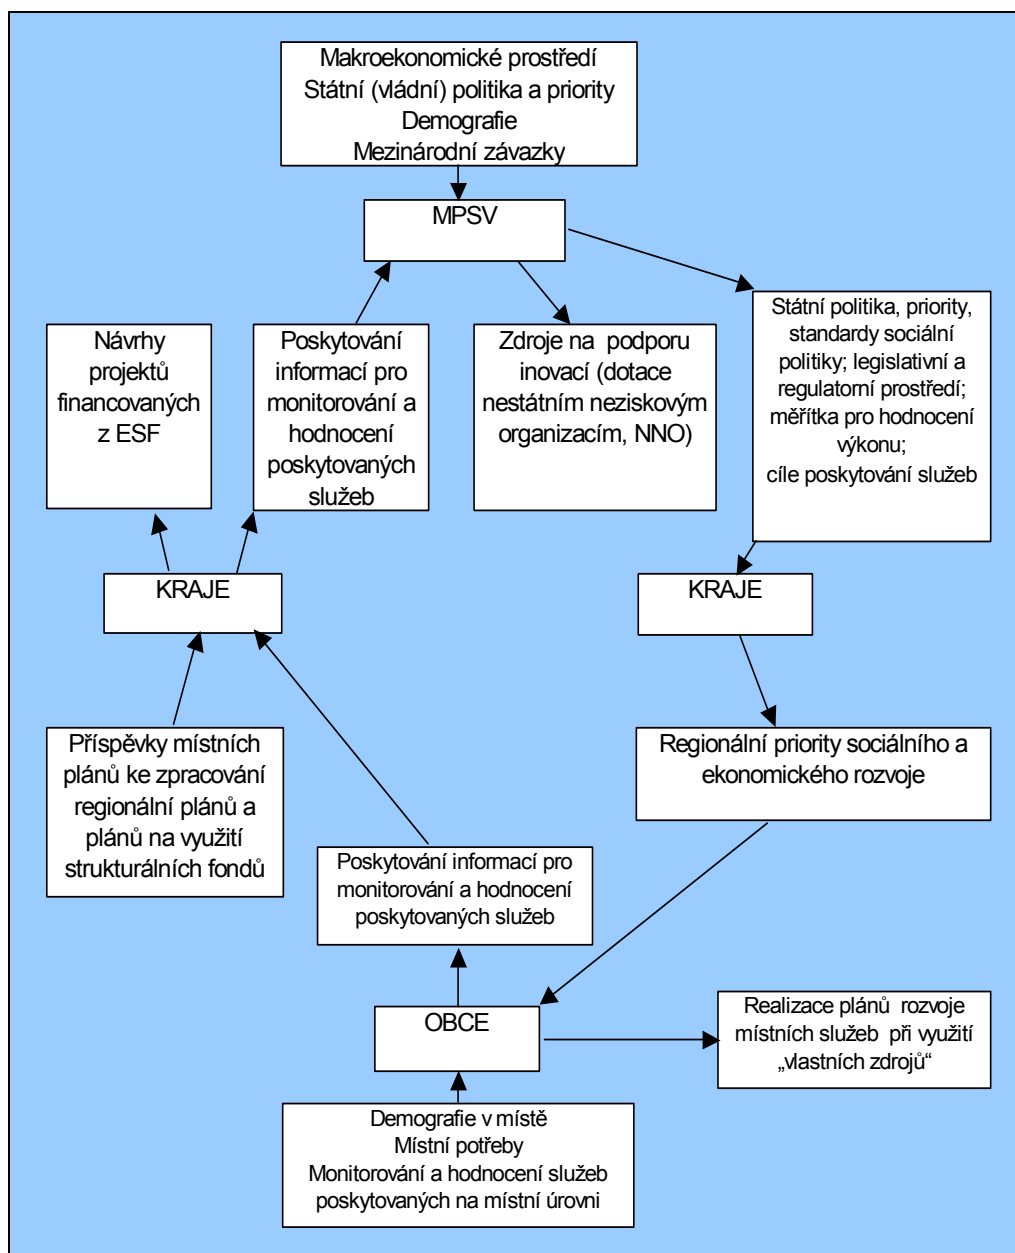 Makroekonomické prostředí
Státní (vládní) politika a priority
Demografie
Mezinárodní závazky
MPSV
Návrhy
projektů
financovaných
z ESF
Poskytování
informací pro
monitorování a
hodnocení
poskytovaných
služeb
Zdroje na podporu
inovací (dotace
nestátním neziskovým
organizacím, NNO)
Státní politika, priority,
standardy sociální
politiky; legislativní a
regulatorní prostředí;
měřítka pro hodnocení
výkonu;
cíle poskytování služeb
KRAJE
KRAJE
Příspěvky místních
plánů ke zpracování
regionální plánů a
plánů na využití
strukturálních fondů
Regionální priority sociálního a
ekonomického rozvoje
Poskytování informací pro
monitorování a hodnocení
poskytovaných služeb
OBCE
Realizace plánů rozvoje
místních služeb při využití
„vlastních zdrojů“
Demografie v místě
Místní potřeby
Monitorování a hodnocení služeb
poskytovaných na místní úrovni